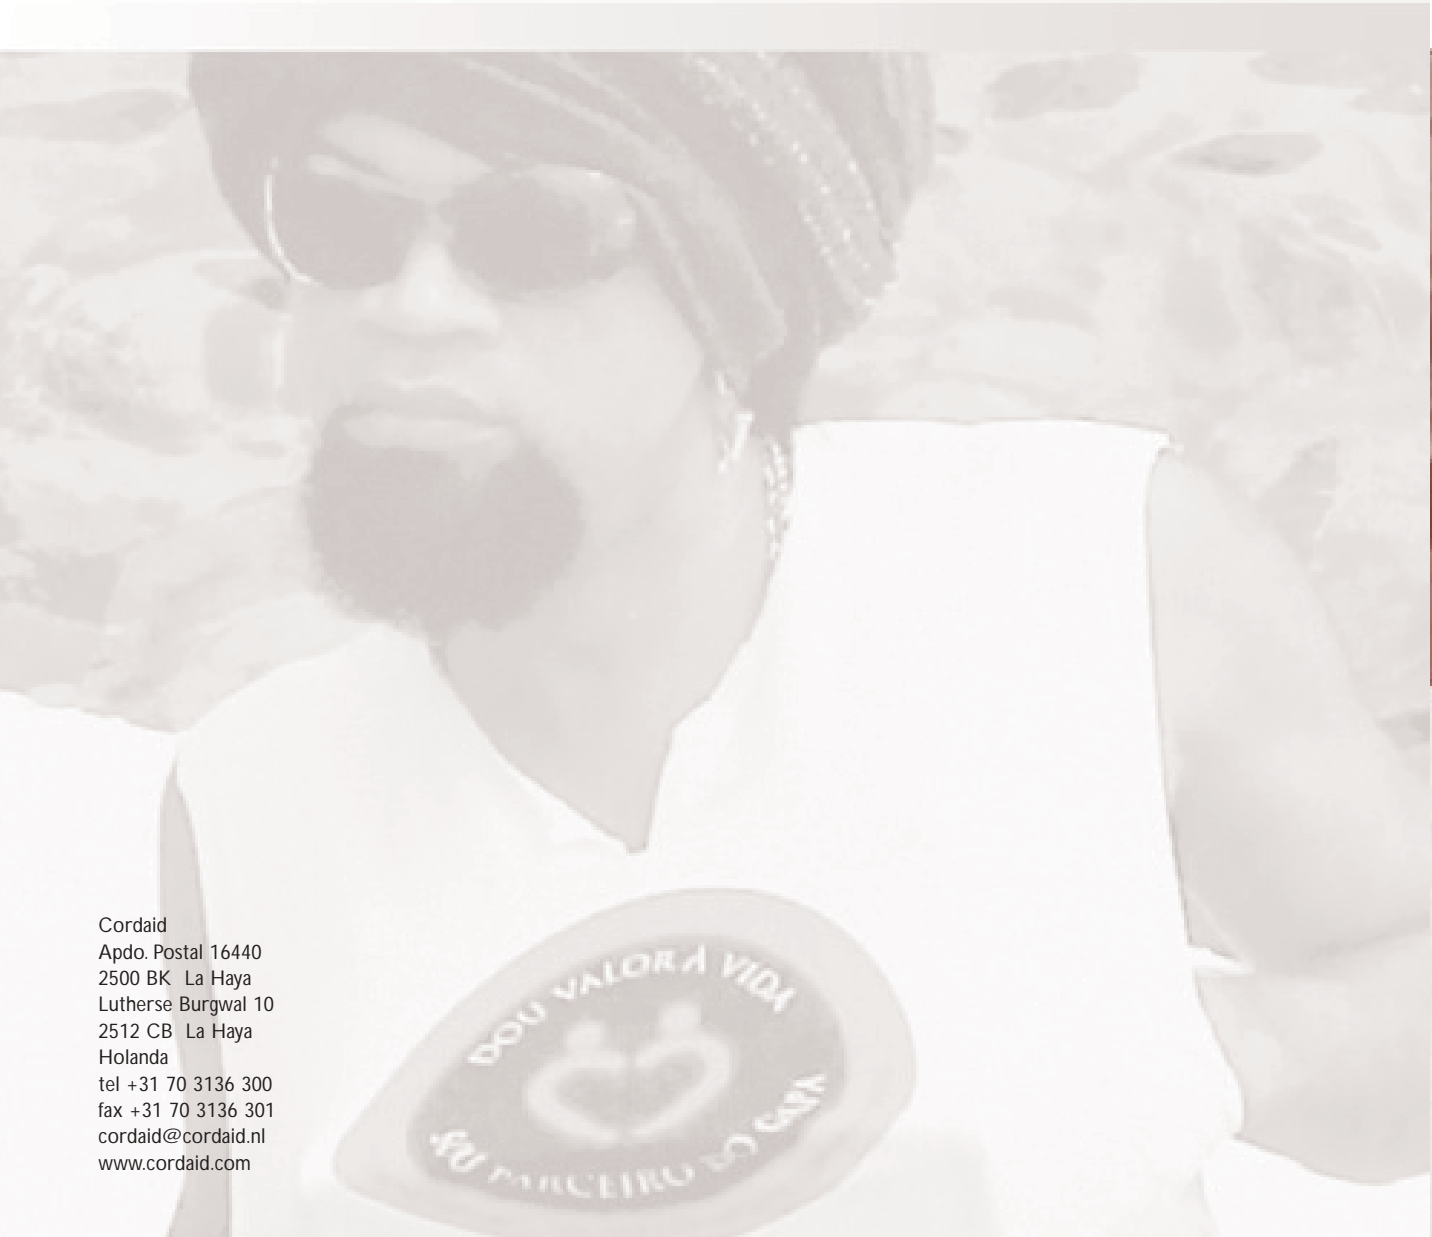 DOU VALOR À VIDA
SOU PARCEIRO DO GAPA
Cordaid
Apdo. Postal 16440
2500 BK  La Haya
Lutherse Burgwal 10
2512 CB  La Haya
Holanda
tel +31 70 3136 300
fax +31 70 3136 301
cordaid@cordaid.nl
www.cordaid.com